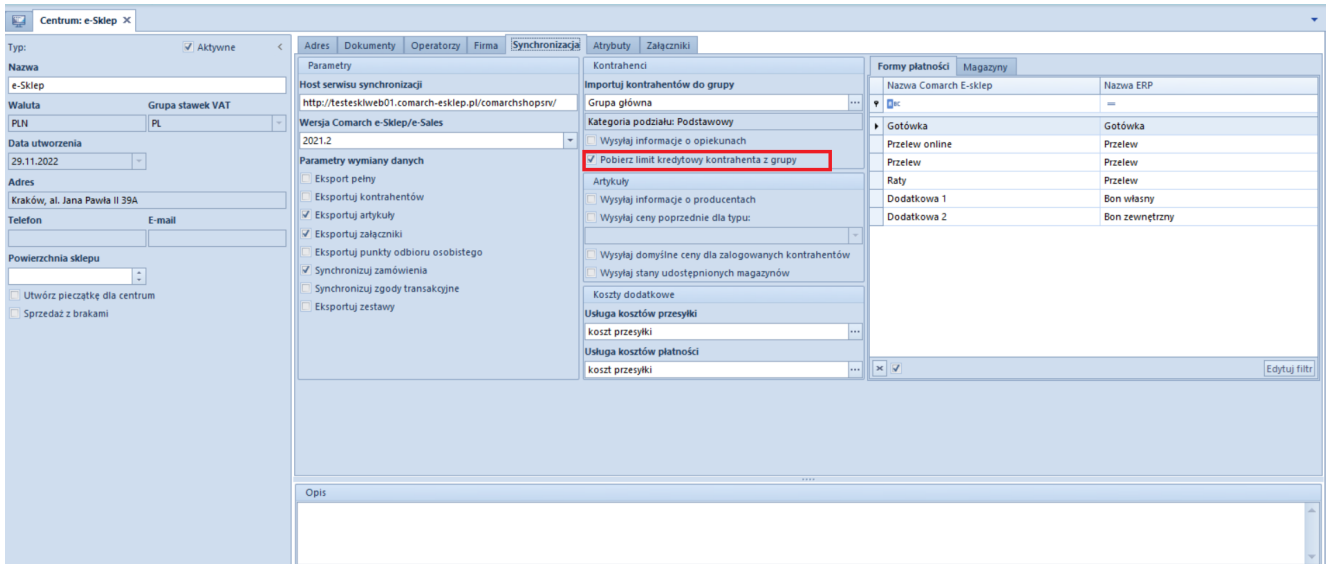 Centrum: e-Sklep
Typ:
Aktywne
Nazwa
e-Sklep
Waluta Grupa stawek VAT
PLN PL
Data utworzenia
29.11.2022
Adres
Kraków, al. Jana Pawła II 39A
Telefon E-mail
Powierzchnia sklepu
Utwórz pieczątkę dla centrum
Sprzedaż z brakami
Adres Dokumenty Operatorzy Firma Synchronizacja Atrybuty Załączniki
Parametry
Host serwisu synchronizacji
http://testesklweb01.comarch-esklep.pl/comarchshopsrv/
Wersja Comarch e-Sklep/e-Sales
2021.2
Parametry wymiany danych
Eksport pełny
Eksportuj kontrahentów
Eksportuj artykuły
Eksportuj załączniki
Eksportuj punkty odbioru osobistego
Synchronizuj zamówienia
Synchronizuj zgody transakcyjne
Eksportuj zestawy
Kontrahenci
Importuj kontrahentów do grupy
Grupa główna
Kategoria podziału: Podstawowy
Wysyłaj informacje o opiekunach
Pobierz limit kredytowy kontrahenta z grupy
Artykuły
Wysyłaj informacje o producentach
Wysyłaj ceny poprzednie dla typu:
Wysyłaj domyślne ceny dla zalogowanych kontrahentów
Wysyłaj stany udostępnionych magazynów
Koszty dodatkowe
Usługa kosztów przesyłki
koszt przesyłki
Usługa kosztów płatności
koszt przesyłki
Formy płatności Magazyny
Nazwa Comarch E-sklep Nazwa ERP
Gotówka Gotówka
Przelew online Przelew
Przelew Przelew
Raty Przelew
Dodatkowa 1 Bon własny
Dodatkowa 2 Bon zewnętrzny
Edytuj filtr
Opis